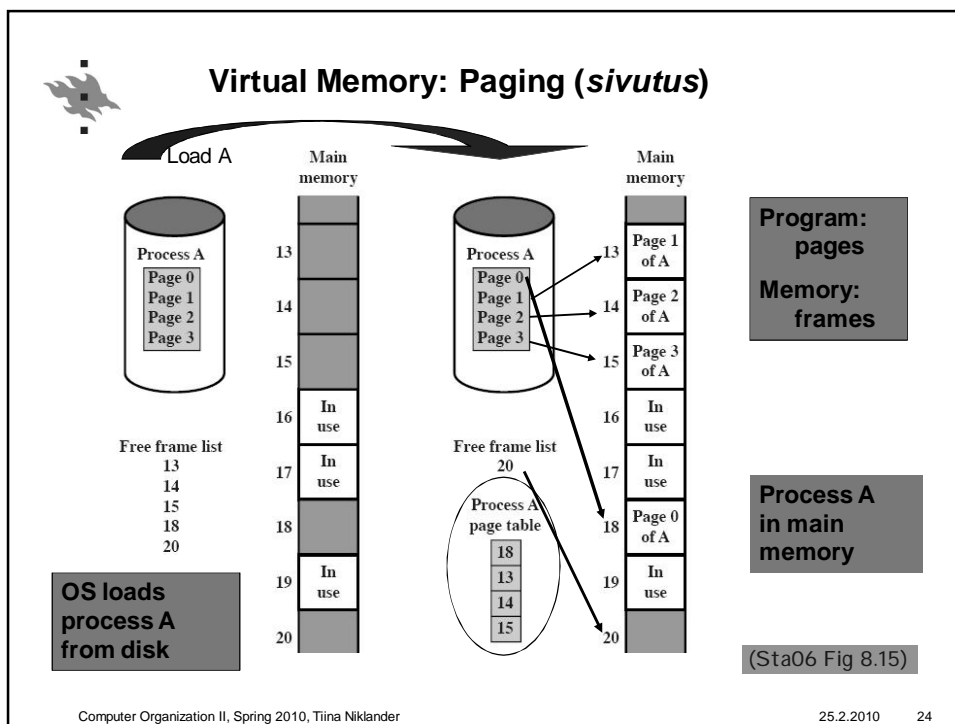 Virtual Memory: Paging (sivutus)
Load A
Main
memory
Process A
Page 0
Page 1
Page 2
Page 3
Free frame list
13
14
15
18
20
OS loads
process A
from disk
13
14
15
16
In
use
17
In
use
18
19
In
use
20
Main
memory
Process A
Page 0
Page 1
Page 2
Page 3
Free frame list
20
Process A
page table
18
13
14
15
13
Page 1
of A
14
Page 2
of A
15
Page 3
of A
16
In
use
17
In
use
18
Page 0
of A
19
In
use
20
Program:
pages
Memory:
frames
Process A
in main
memory
(Sta06 Fig 8.15)
Computer Organization II, Spring 2010, Tiina Niklander
25.2.2010
24